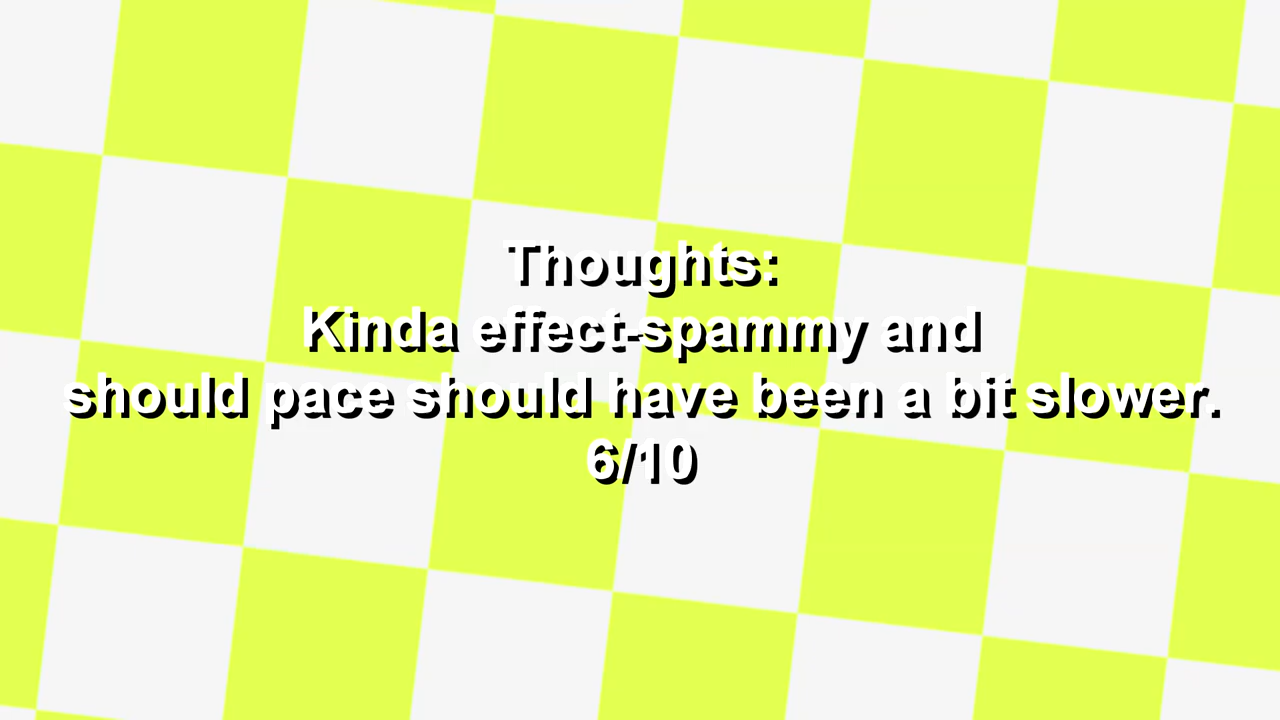 Thoughts:
Kinda effect-spammy and
should pace should have been a bit slower.
6/10